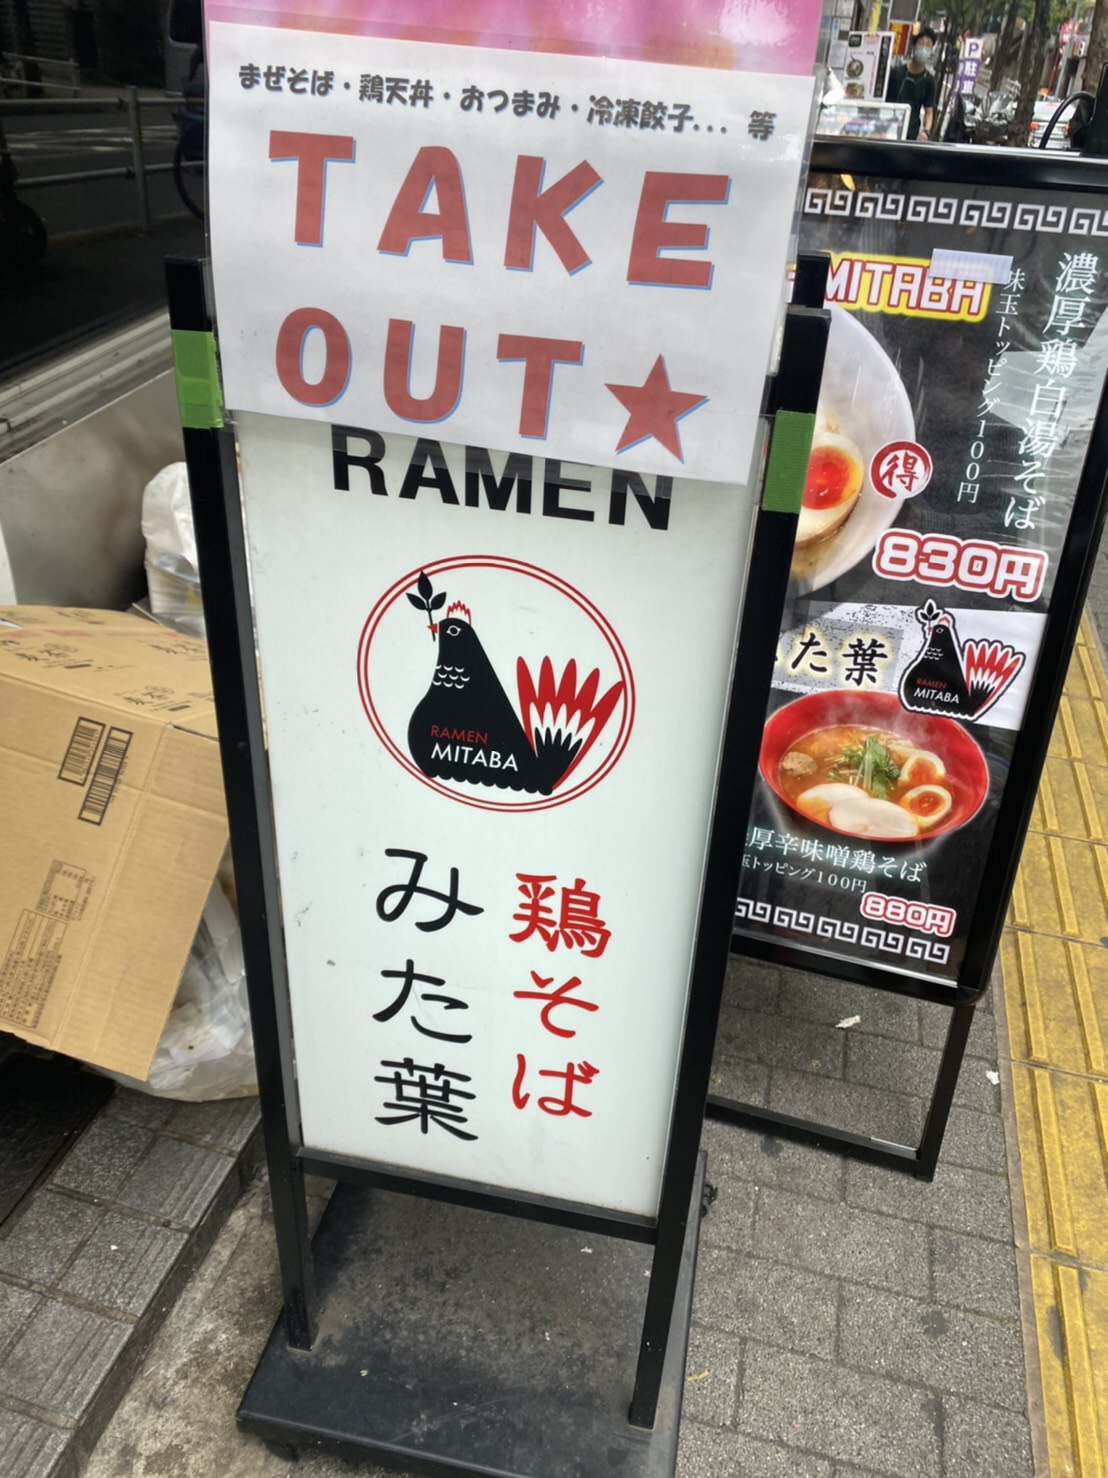 まぜそば・鶏天丼・おつまみ・冷凍餃子... 等
TAKE
OUT★
RAMEN
RAMEN
MITABA
鶏そば
みた葉
MITABA
濃厚鶏白湯そば
味玉トッピング100円
得
830円
た葉
RAMEN
MITABA
厚辛味噌鶏そば
玉トッピング100円
880円
P
駐